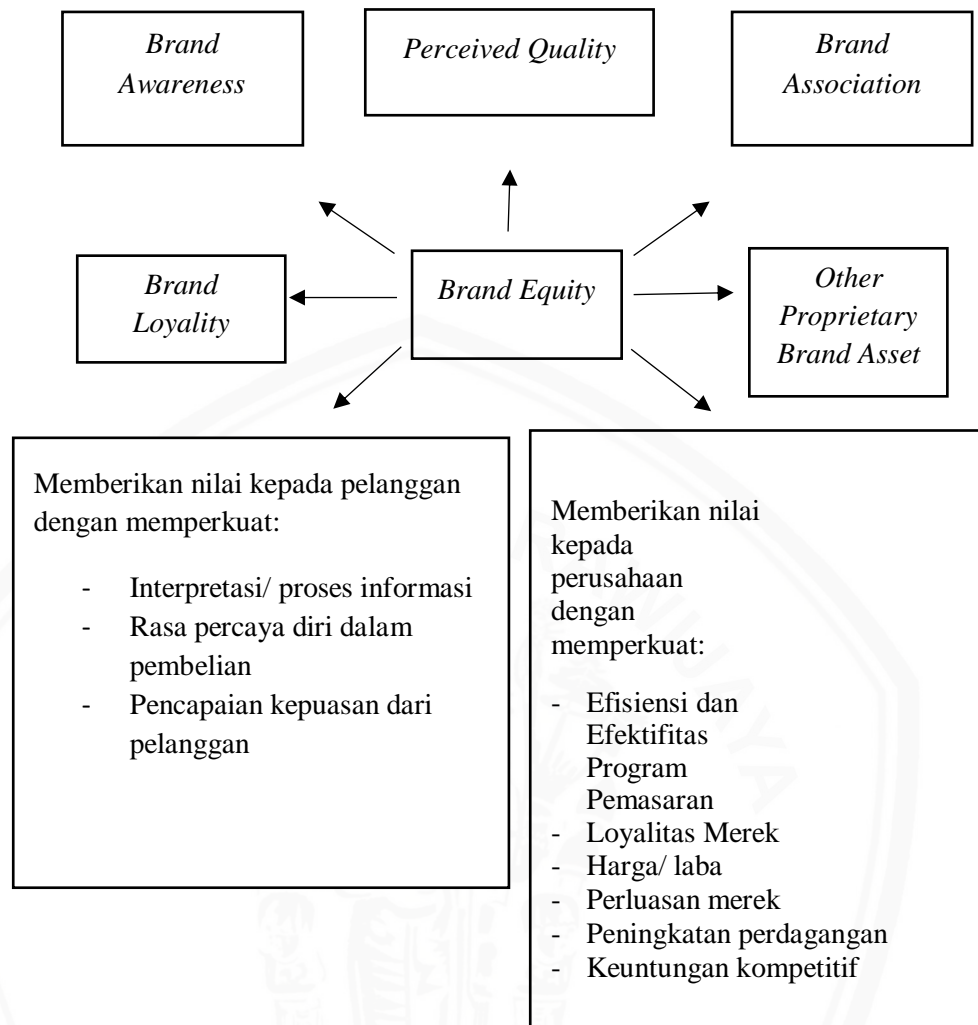 Brand
Awareness
Perceived Quality
Brand
Association
Brand
Loyality
Brand Equity
Other
Proprietary
Brand Asset
Memberikan nilai kepada pelanggan
dengan memperkuat:
- Interpretasi/ proses informasi
- Rasa percaya diri dalam
pembelian
- Pencapaian kepuasan dari
pelanggan
Memberikan nilai
kepada
perusahaan
dengan
memperkuat:
- Efisiensi dan
Efektifitas
Program
Pemasaran
- Loyalitas Merek
- Harga/ laba
- Perluasan merek
- Peningkatan perdagangan
- Keuntungan kompetitif